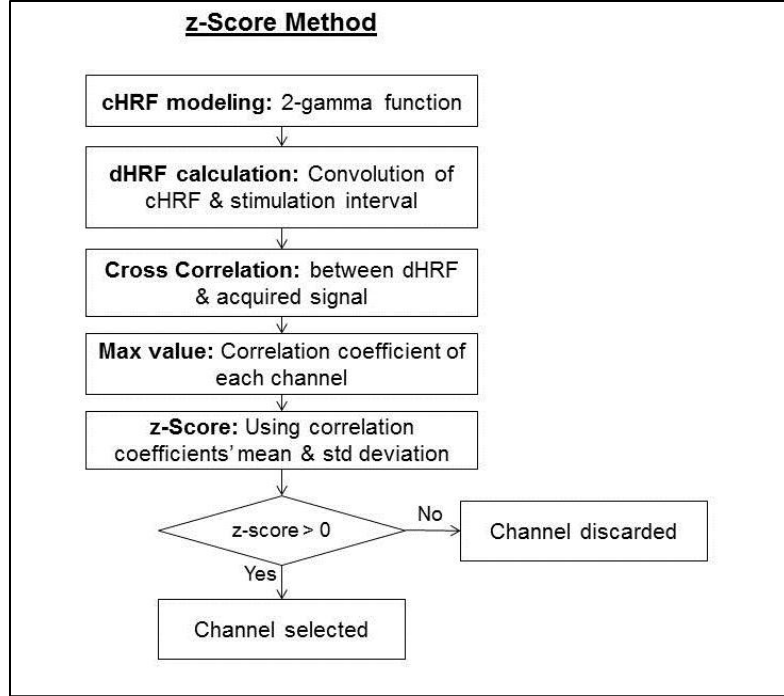 z-Score Method
cHRF modeling: 2-gamma function
dHRF calculation: Convolution of
cHRF & stimulation interval
Cross Correlation: between dHRF
& acquired signal
Max value: Correlation coefficient of
each channel
z-Score: Using correlation
coefficients' mean & std deviation
z-score > 0
No
Channel discarded
Yes
Channel selected